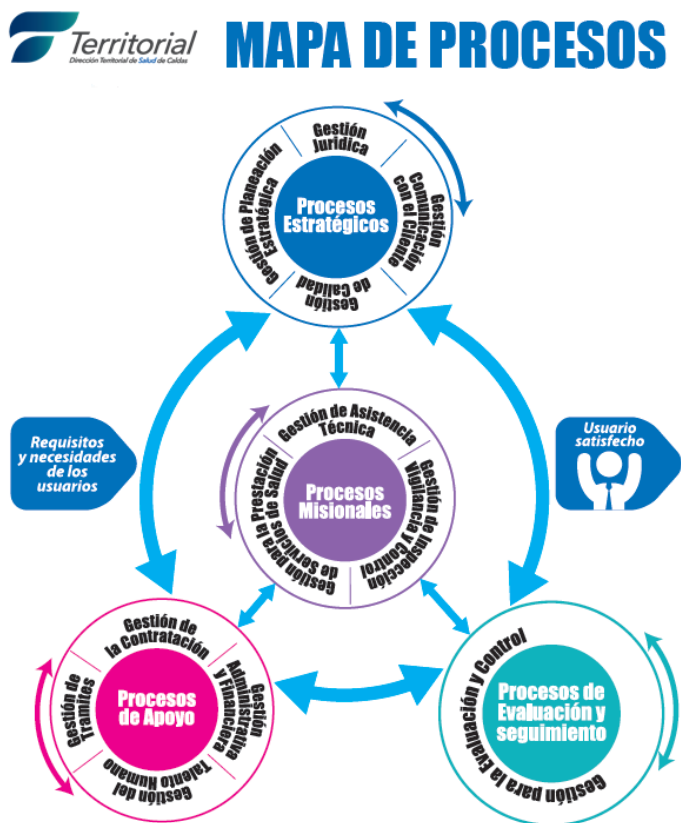 Territorial
Dirección Territorial de Salud de Caldas
MAPA DE PROCESOS
Gestión
Juridica
Gestión de Planeación
Estratégica
Procesos
Estratégicos
Gestión
Comunicación
con el Cliente
Gestión
de Calidad
Requisitos
y necesidades
de los
usuarios
Usuario
satisfecho
Gestión de Asistencia
Técnica
Gestión para la Prestación
de Servicios de Salud
Procesos
Misionales
Gestión de Inspección
Vigilancia y Control
Gestión de
la Contratación
Gestión de
Tramites
Procesos
de Apoyo
Gestión
Administrativa
y Financiera
Gestión del
Talento Humano
Procesos de
Evaluación y
seguimiento
Gestión para la Evaluación y Control